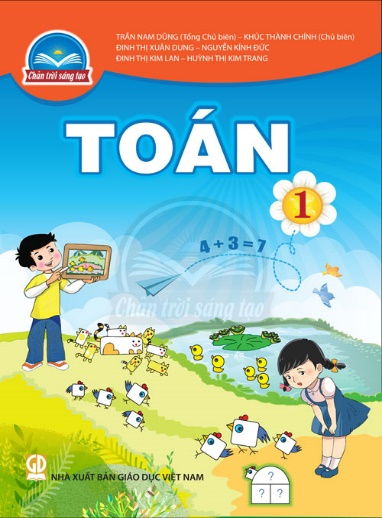 TRẦN NAM DŨNG (Tổng Chủ biên) – KHÚC THÀNH CHÍNH (Chủ biên)
ĐINH THỊ XUÂN DUNG – NGUYỄN KÍNH ĐỨC
ĐINH THỊ KIM LAN – HUỲNH THỊ KIM TRANG
Chân trời sáng tạo
TOÁN
1
4 + 3 = 7
Chân trời sáng tạo
?
? ?
GD
NHÀ XUẤT BẢN GIÁO DỤC VIỆT NAM